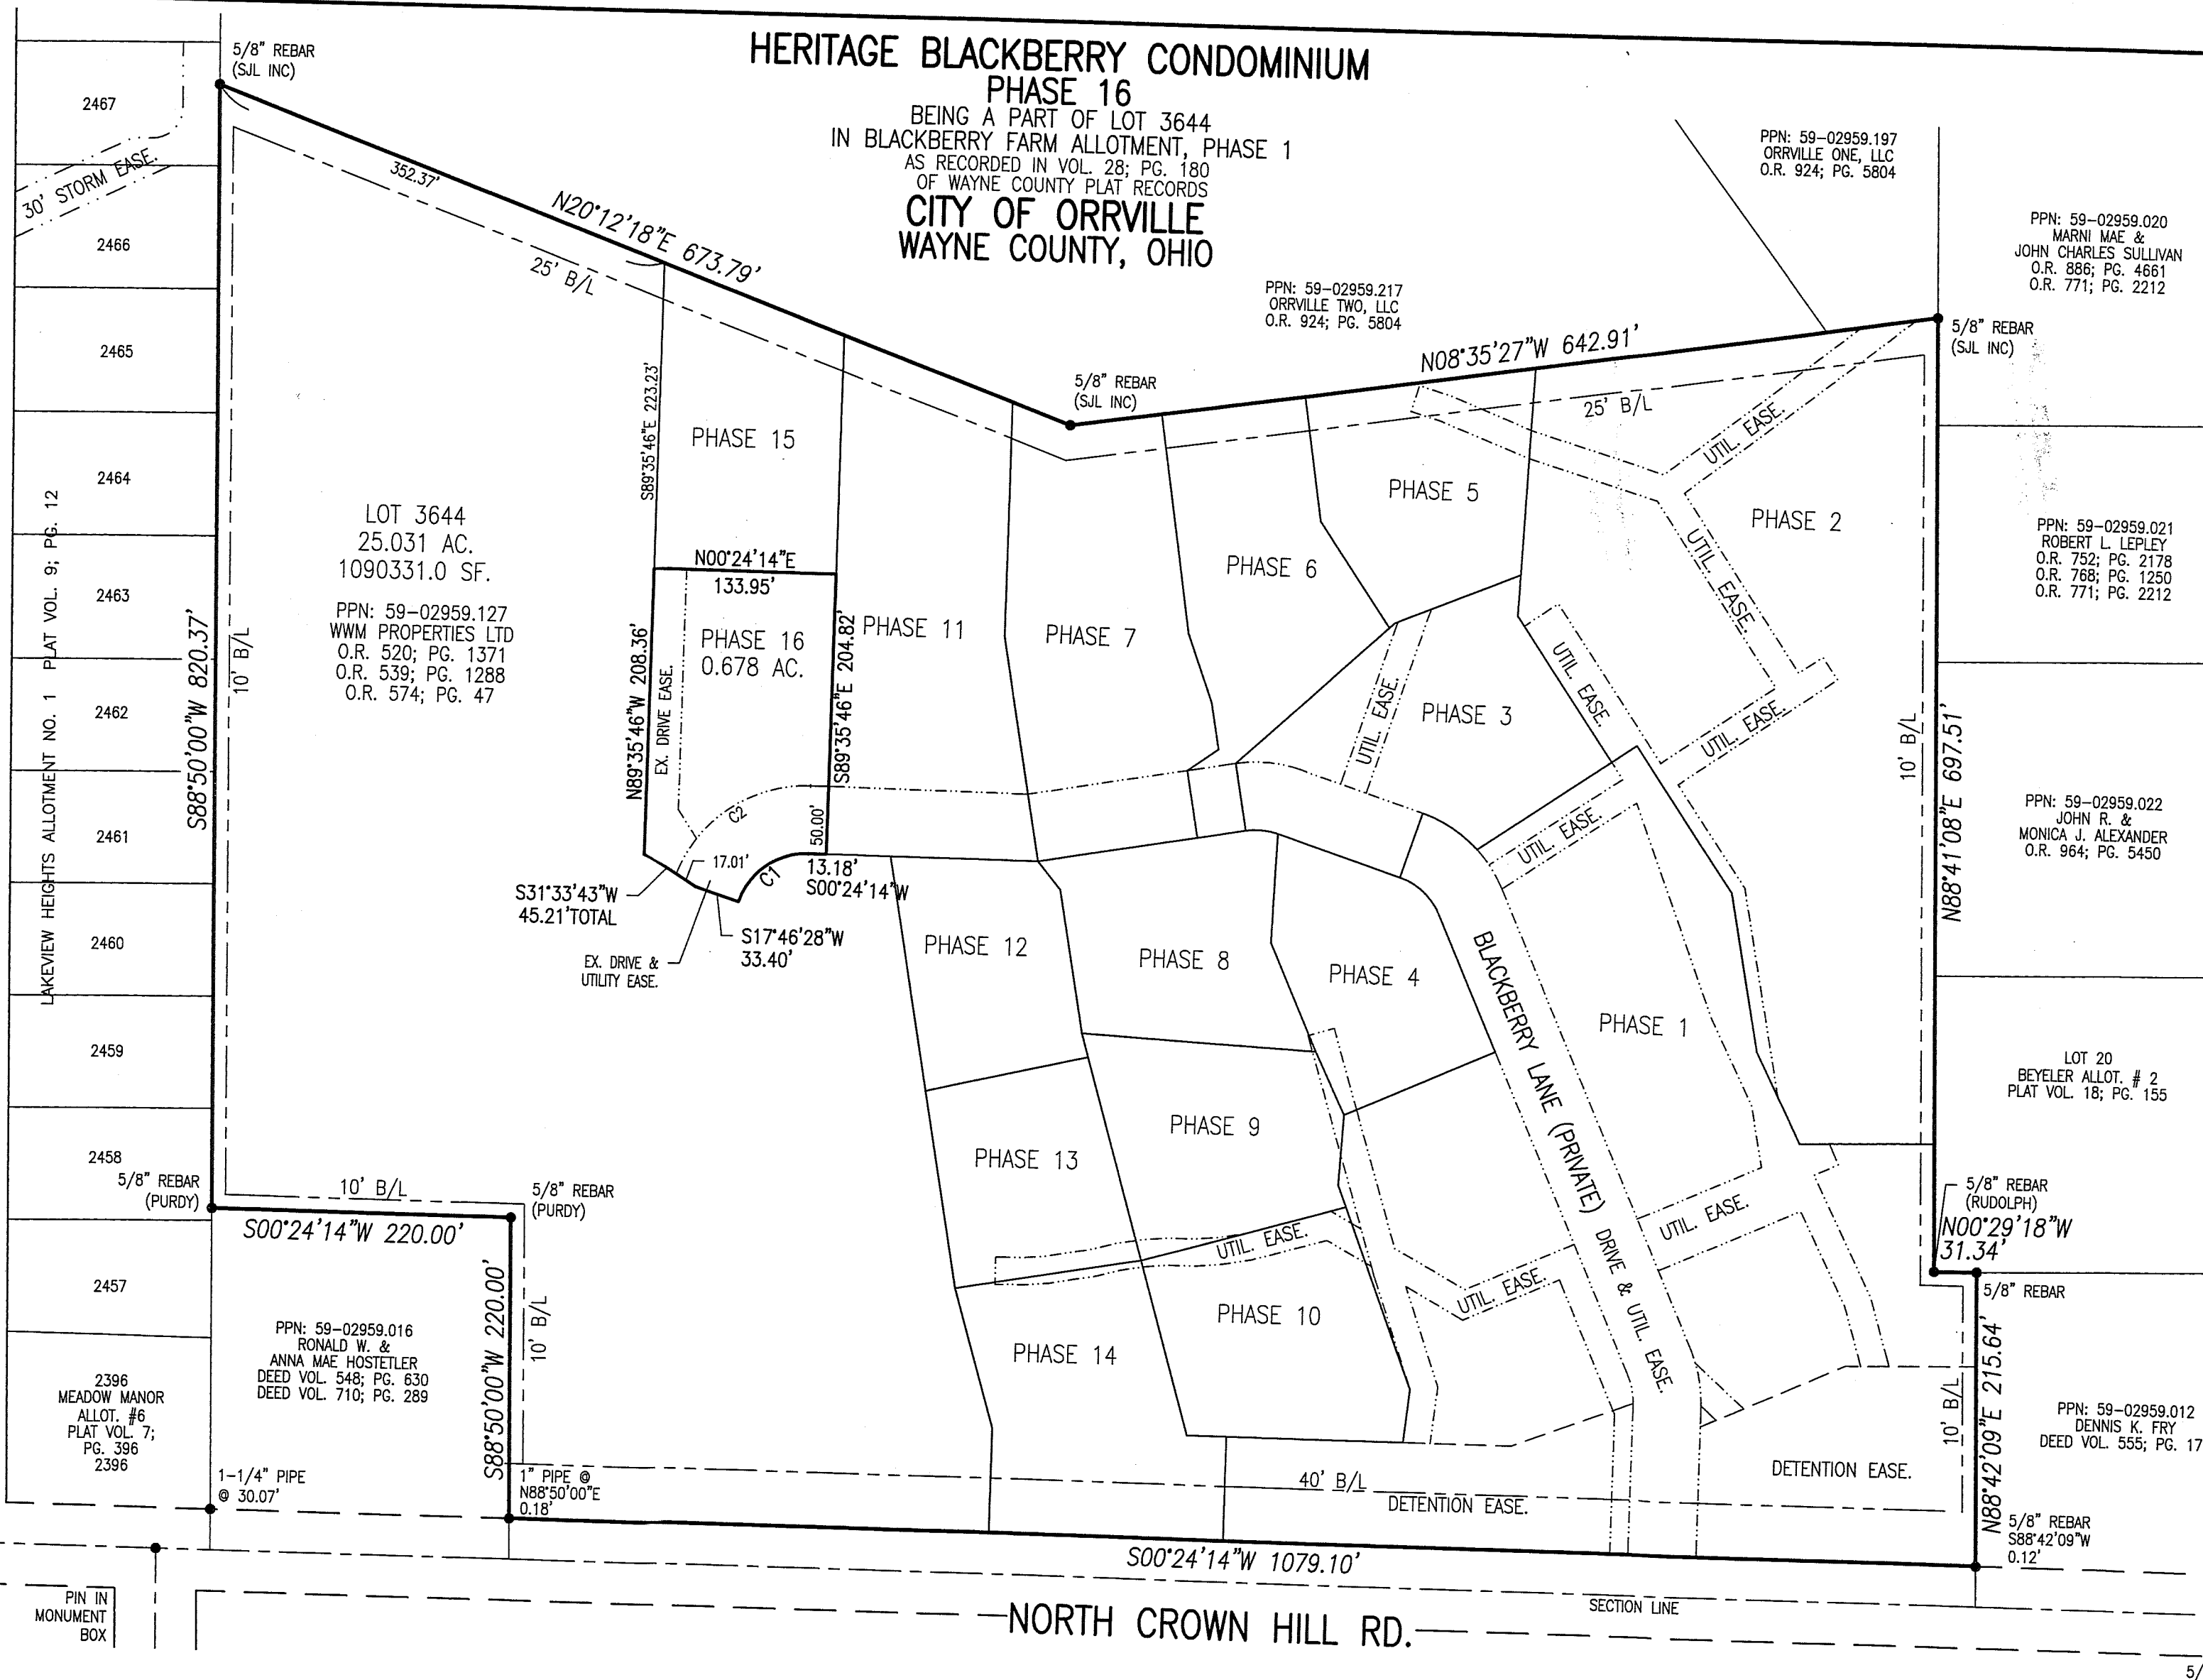 HERITAGE BLACKBERRY CONDOMINIUM
PHASE 16
BEING A PART OF LOT 3644
IN BLACKBERRY FARM ALLOTMENT, PHASE 1
AS RECORDED IN VOL. 28; PG. 180
OF WAYNE COUNTY PLAT RECORDS
CITY OF ORRVILLE
WAYNE COUNTY, OHIO
5/8" REBAR
(SJL INC)
2467
30' STORM EASE.
2466
2465
2464
2463
2462
2461
2460
2459
2458
2457
LAKEVIEW HEIGHTS ALLOTMENT NO. 1 PLAT VOL. 9; PG. 12
2396
MEADOW MANOR
ALLOT. #6
PLAT VOL. 7;
PG. 396
2396
352.37'
N20°12'18"E 673.79'
25' B/L
PPN: 59-02959.197
ORRVILLE ONE, LLC
O.R. 924; PG. 5804
PPN: 59-02959.020
MARNI MAE &
JOHN CHARLES SULLIVAN
O.R. 886; PG. 4661
O.R. 771; PG. 2212
PPN: 59-02959.217
ORRVILLE TWO, LLC
O.R. 924; PG. 5804
N08°35'27"W 642.91'
5/8" REBAR
(SJL INC)
5/8" REBAR
(SJL INC)
25' B/L
S89°35'46"E 223.23'
PHASE 15
PHASE 5
UTIL. EASE.
PHASE 2
LOT 3644
25.031 AC.
1090331.0 SF.
PPN: 59-02959.127
WWM PROPERTIES LTD
O.R. 520; PG. 1371
O.R. 539; PG. 1288
O.R. 574; PG. 47
S88°50'00"W 820.37'
10' B/L
N00°24'14"E
133.95'
PHASE 16
0.678 AC.
N89°35'46"W 208.36'
EX. DRIVE EASE.
S89°35'46"E 204.82'
PHASE 11
PHASE 7
PHASE 6
UTIL. EASE.
PPN: 59-02959.021
ROBERT L. LEPLEY
O.R. 752; PG. 2178
O.R. 768; PG. 1250
O.R. 771; PG. 2212
UTIL. EASE.
UTIL. EASE.
PHASE 3
UTIL. EASE.
10' B/L
N88°41'08"E 697.51'
C2
50.00'
17.01'
C1
13.18'
S00°24'14"W
S31°33'43"W
45.21'TOTAL
S17°46'28"W
33.40'
EX. DRIVE &
UTILITY EASE.
UTIL. EASE.
PPN: 59-02959.022
JOHN R. &
MONICA J. ALEXANDER
O.R. 964; PG. 5450
PHASE 12
PHASE 8
PHASE 4
BLACKBERRY LANE (PRIVATE) DRIVE & UTIL. EASE.
PHASE 1
LOT 20
BEYELER ALLOT. # 2
PLAT VOL. 18; PG. 155
PHASE 9
PHASE 13
5/8" REBAR
(PURDY)
10' B/L
5/8" REBAR
(PURDY)
S00°24'14"W 220.00'
S88°50'00"W 220.00'
10' B/L
UTIL. EASE.
UTIL. EASE.
UTIL. EASE.
5/8" REBAR
(RUDOLPH)
N00°29'18"W
31.34'
5/8" REBAR
PPN: 59-02959.016
RONALD W. &
ANNA MAE HOSTETLER
DEED VOL. 548; PG. 630
DEED VOL. 710; PG. 289
PHASE 10
PHASE 14
10' B/L
N88°42'09"E 215.64'
PPN: 59-02959.012
DENNIS K. FRY
DEED VOL. 555; PG. 17
1-1/4" PIPE
@ 30.07'
1" PIPE @
N88°50'00"E
0.18'
40' B/L
DETENTION EASE.
DETENTION EASE.
5/8" REBAR
S88°42'09"W
0.12'
S00°24'14"W 1079.10'
SECTION LINE
PIN IN
MONUMENT
BOX
NORTH CROWN HILL RD.
5/